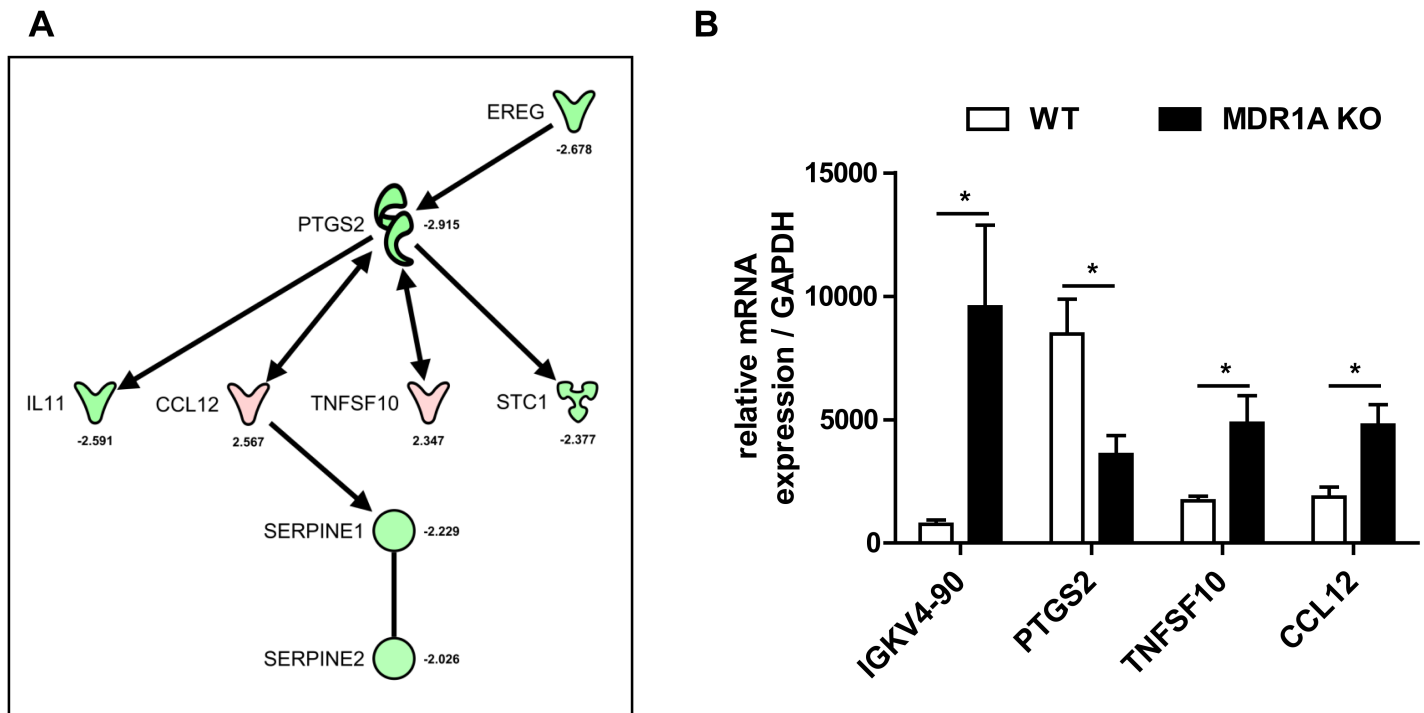 A
B
EREG
-2.678
PTGS2
-2.915
IL11
-2.591
CCL12
2.567
TNFSF10
2.347
STC1
-2.377
SERPINE1
-2.229
SERPINE2
-2.026
WT
MDR1A KO
relative mRNA
expression / GAPDH
15000
10000
5000
0
*
*
*
*
IGKV4-90
PTGS2
TNFSF10
CCL12